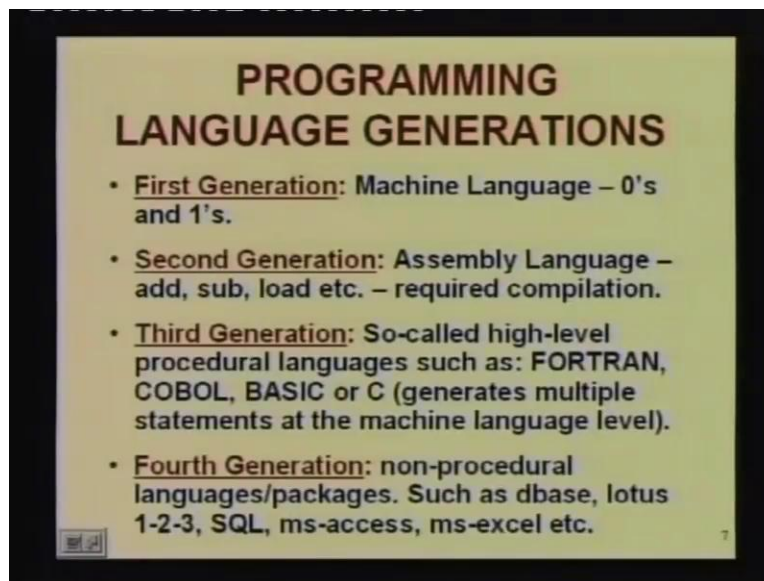 PROGRAMMING
LANGUAGE GENERATIONS
• First Generation: Machine Language – 0's
and 1's.
• Second Generation: Assembly Language –
add, sub, load etc. – required compilation.
• Third Generation: So-called high-level
procedural languages such as: FORTRAN,
COBOL, BASIC or C (generates multiple
statements at the machine language level).
• Fourth Generation: non-procedural
languages/packages. Such as dbase, lotus
1-2-3, SQL, ms-access, ms-excel etc.
7